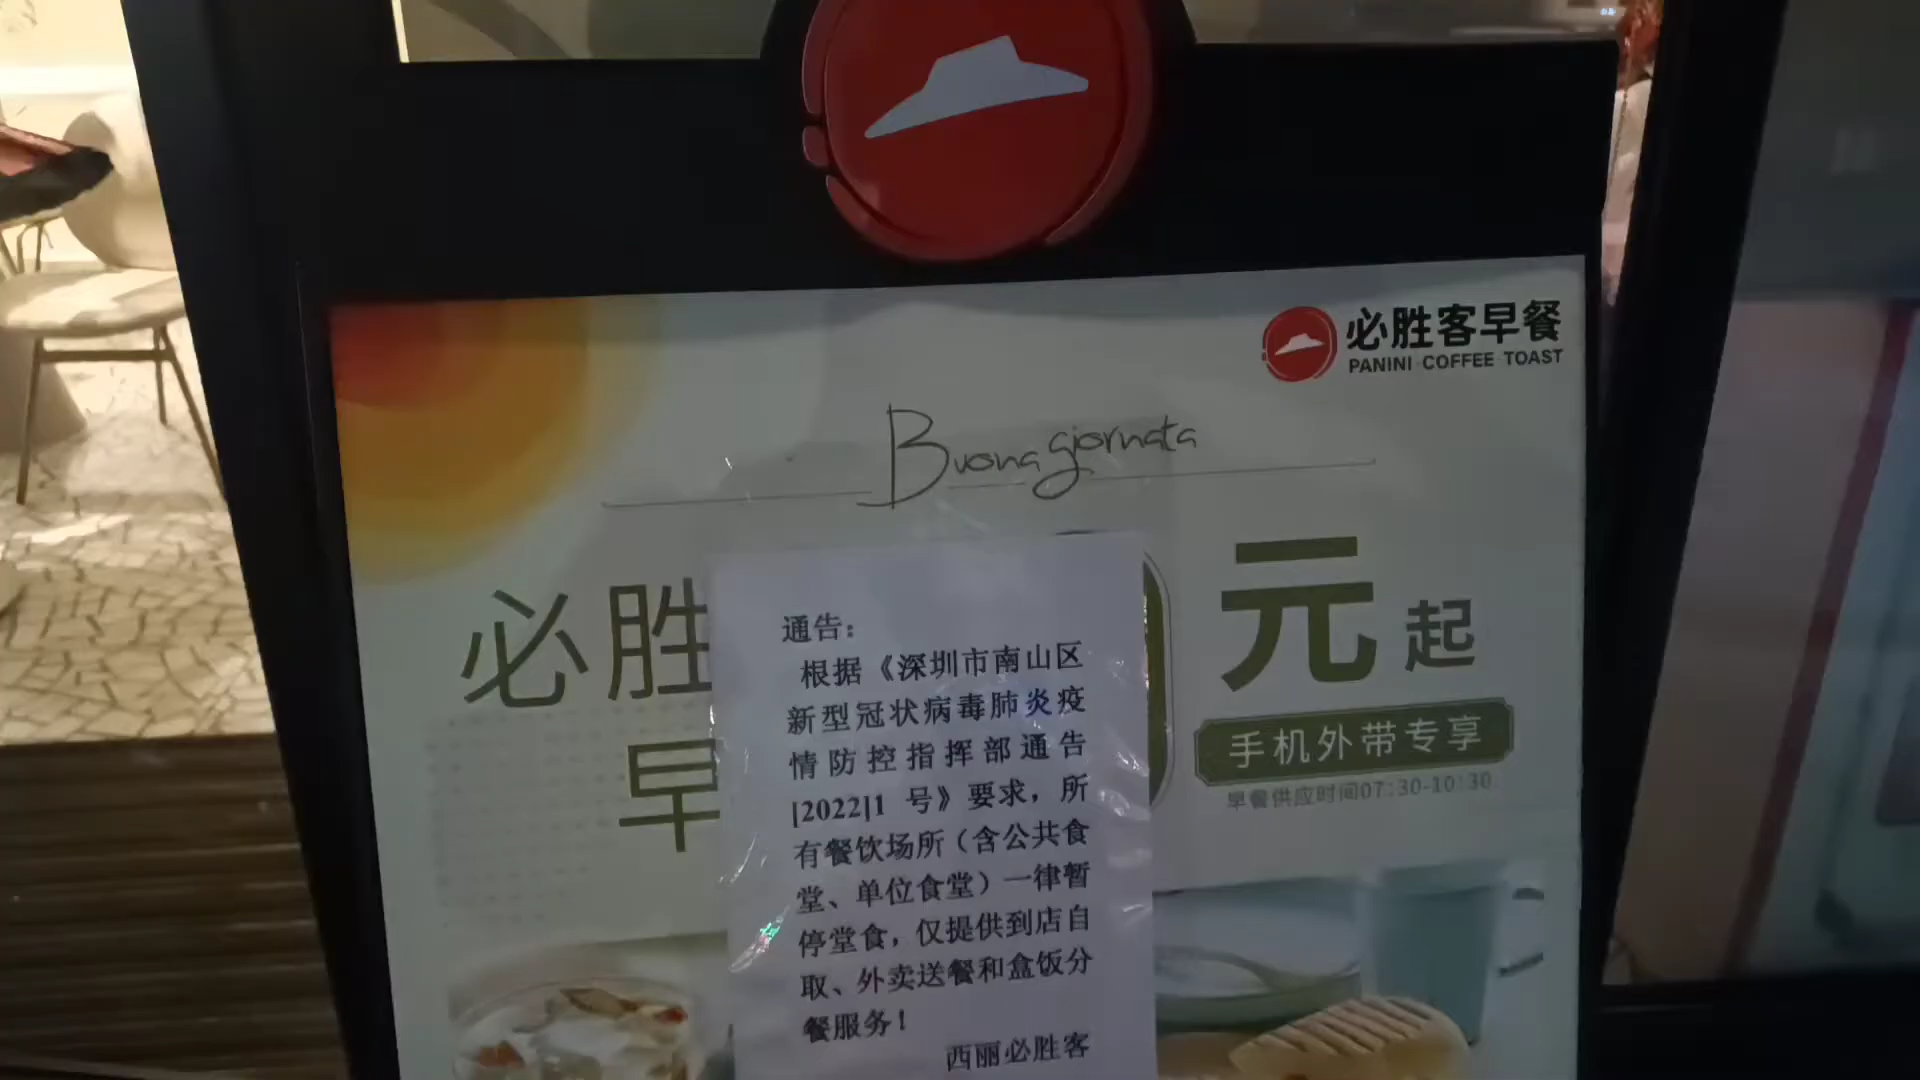 必胜客早餐
PANINI COFFEE TOAST
Buona giornata
必胜
早
元起
手机外带专享
早餐供应时间07:30-10:30
通告：
根据《深圳市南山区
新型冠状病毒肺炎疫
情防控指挥部通告
[2022]1 号》要求，所
有餐饮场所（含公共食
堂、单位食堂）一律暂
停堂食，仅提供到店自
取、外卖送餐和盒饭分
餐服务！
西丽必胜客